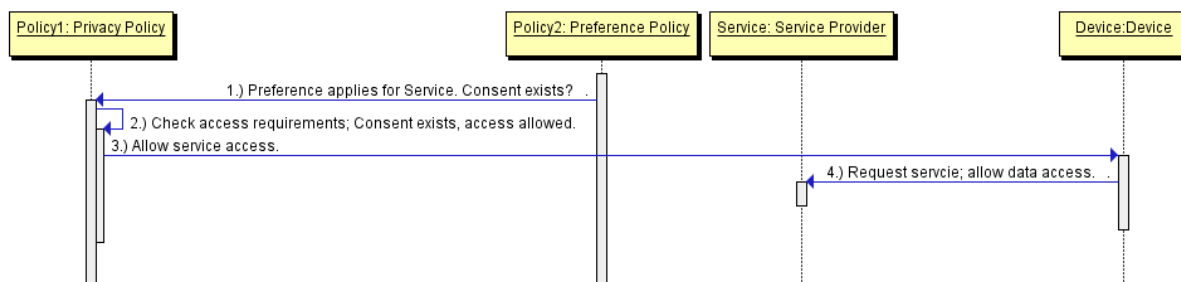 Policy1: Privacy Policy
Policy2: Preference Policy
Service: Service Provider
Device:Device
1.) Preference applies for Service. Consent exists? .
2.) Check access requirements; Consent exists, access allowed.
3.) Allow service access.
4.) Request servcie; allow data access. .